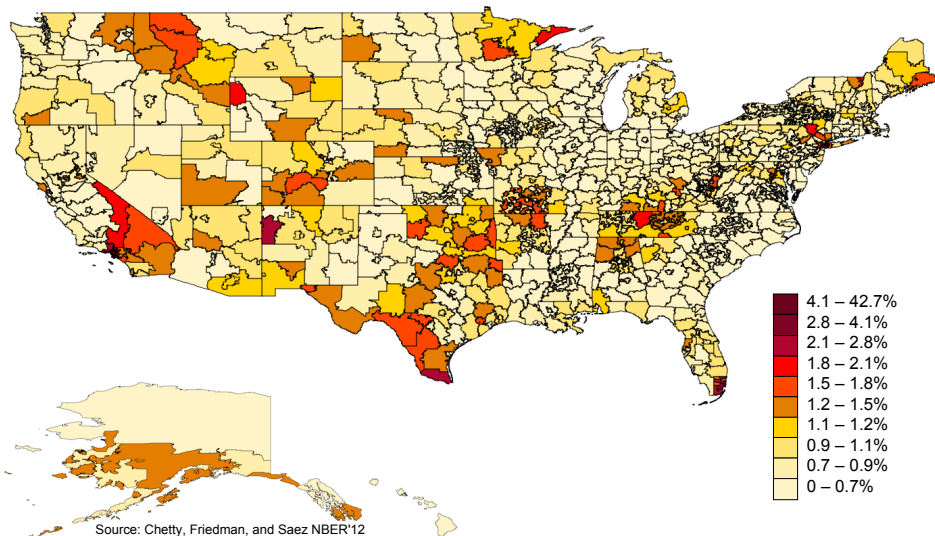 4.1 – 42.7%
2.8 – 4.1%
2.1 – 2.8%
1.8 – 2.1%
1.5 – 1.8%
1.2 – 1.5%
1.1 – 1.2%
0.9 – 1.1%
0.7 – 0.9%
0 – 0.7%
Source: Chetty, Friedman, and Saez NBER'12